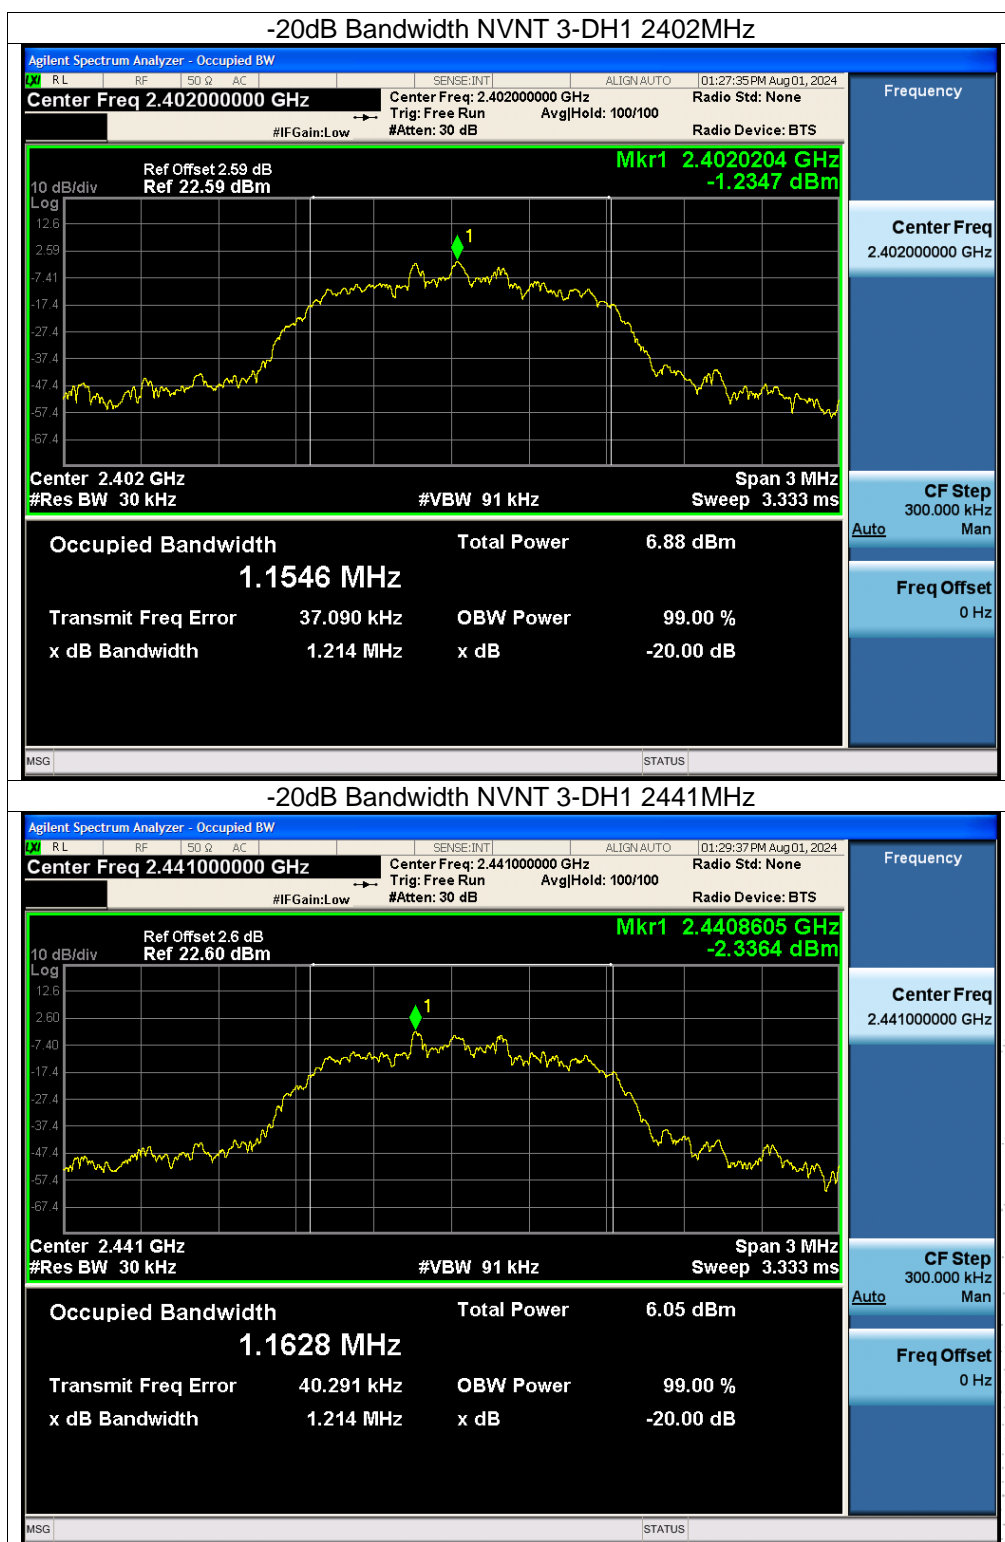 -20dB Bandwidth NVNT 3-DH1 2402MHz
Agilent Spectrum Analyzer - Occupied BW
LXI RL RF 50 Ω AC SENSE:INT ALIGN AUTO 01:27:35 PM Aug 01, 2024
Center Freq 2.402000000 GHz
Center Freq: 2.402000000 GHz
Radio Std: None
Trig: Free Run Avg|Hold: 100/100
#IFGain:Low #Atten: 30 dB Radio Device: BTS
Frequency
Mkr1 2.4020204 GHz
-1.2347 dBm
Ref Offset 2.59 dB
10 dB/div Ref 22.59 dBm
Log
12.6
2.59
-7.41
-17.4
-27.4
-37.4
-47.4
-57.4
-67.4
1
Center 2.402 GHz Span 3 MHz
#Res BW 30 kHz #VBW 91 kHz Sweep 3.333 ms
Center Freq
2.402000000 GHz
CF Step
300.000 kHz
Auto Man
Freq Offset
0 Hz
Occupied Bandwidth Total Power 6.88 dBm
1.1546 MHz
Transmit Freq Error 37.090 kHz OBW Power 99.00 %
x dB Bandwidth 1.214 MHz x dB -20.00 dB
MSG STATUS
-20dB Bandwidth NVNT 3-DH1 2441MHz
Agilent Spectrum Analyzer - Occupied BW
LXI RL RF 50 Ω AC SENSE:INT ALIGN AUTO 01:29:37 PM Aug 01, 2024
Center Freq 2.441000000 GHz
Center Freq: 2.441000000 GHz
Radio Std: None
Trig: Free Run Avg|Hold: 100/100
#IFGain:Low #Atten: 30 dB Radio Device: BTS
Frequency
Mkr1 2.4408605 GHz
-2.3364 dBm
Ref Offset 2.6 dB
10 dB/div Ref 22.60 dBm
Log
12.6
2.60
-7.40
-17.4
-27.4
-37.4
-47.4
-57.4
-67.4
1
Center 2.441 GHz Span 3 MHz
#Res BW 30 kHz #VBW 91 kHz Sweep 3.333 ms
Center Freq
2.441000000 GHz
CF Step
300.000 kHz
Auto Man
Freq Offset
0 Hz
Occupied Bandwidth Total Power 6.05 dBm
1.1628 MHz
Transmit Freq Error 40.291 kHz OBW Power 99.00 %
x dB Bandwidth 1.214 MHz x dB -20.00 dB
MSG STATUS